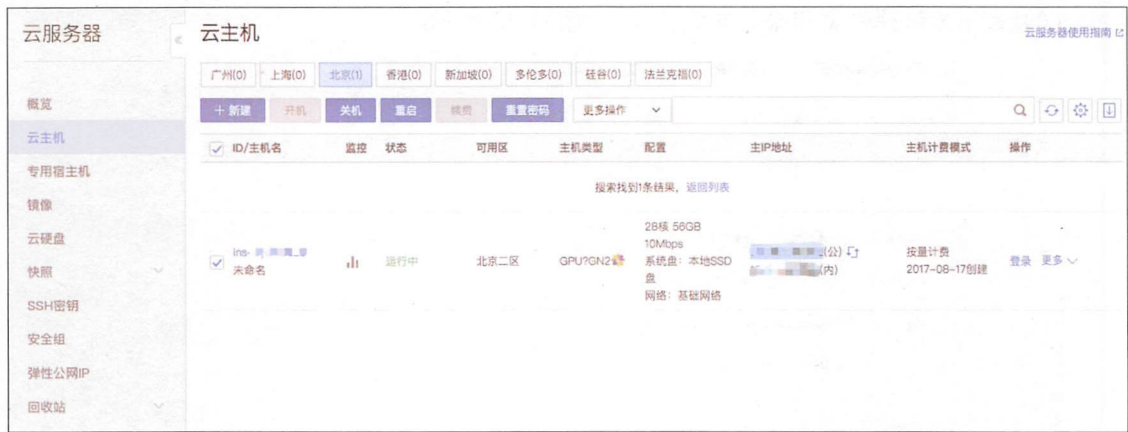 云服务器
云主机
云服务器使用指南
广州(0) 上海(0) 北京(1) 香港(0) 新加坡(0) 多伦多(0) 硅谷(0) 法兰克福(0)
概览
云主机
专用宿主机
镜像
云硬盘
快照
SSH密钥
安全组
弹性公网IP
回收站
+ 新建 开机 关机 重启 续费 重置密码 更多操作
ID/主机名 监控 状态 可用区 主机类型 配置 主IP地址 主机计费模式 操作
搜索找到1条结果，返回列表
ins-
未命名
运行中
北京二区
GPU?GN2
28核 56GB
10Mbps
系统盘：本地SSD
盘
网络：基础网络
(公)
(内)
按量计费
2017-08-17创建
登录 更多